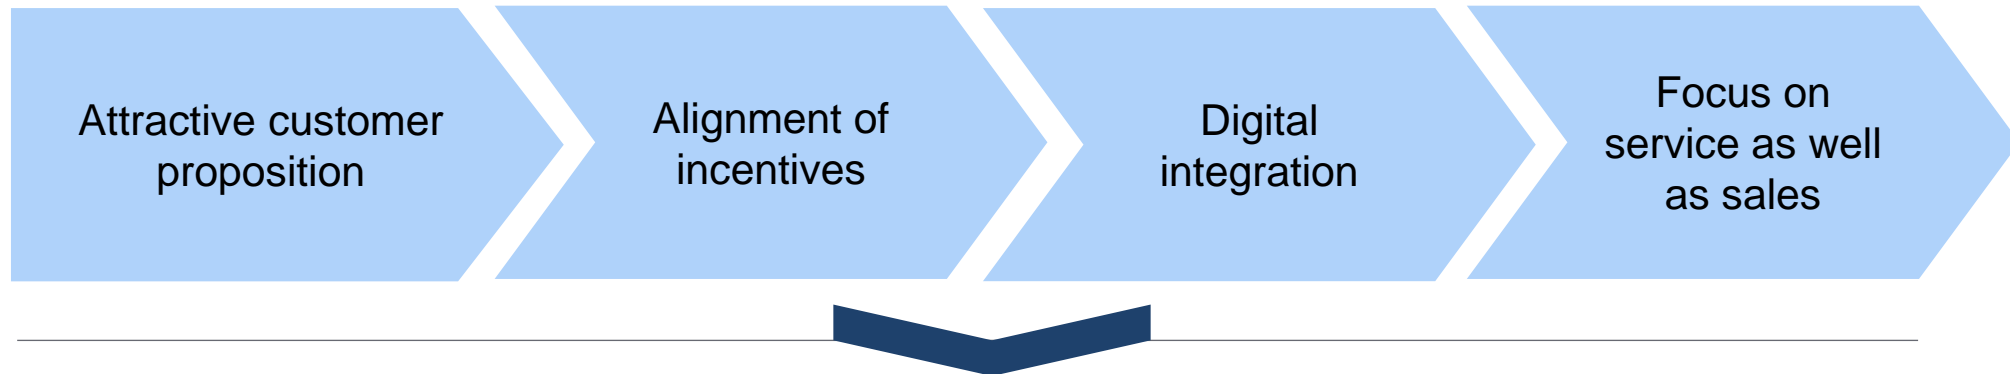 Attractive customer
proposition
Alignment of
incentives
Digital
integration
Focus on
service as well
as sales